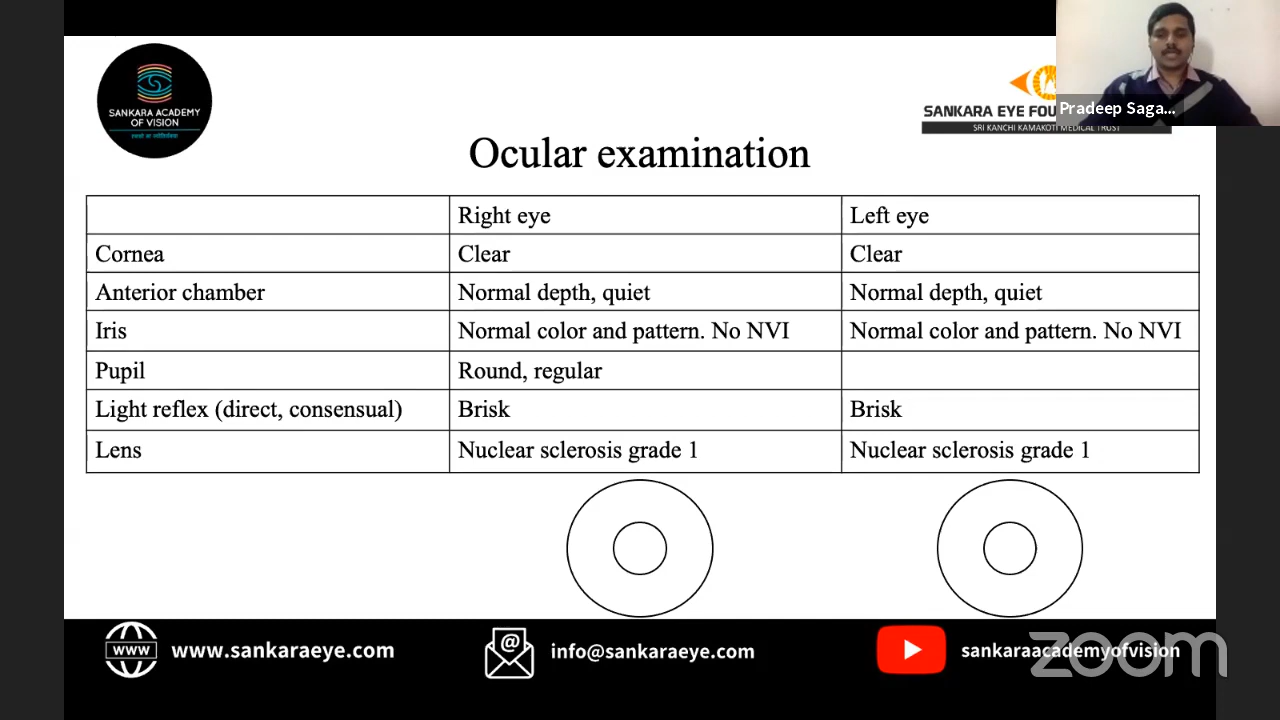 SANKARA ACADEMY
OF VISION
SANKARA EYE FOU
SRI KANCHI KAMAKOTI MEDICAL TRUST
Pradeep Saga...
Ocular examination
Right eye Left eye
Cornea Clear Clear
Anterior chamber Normal depth, quiet Normal depth, quiet
Iris Normal color and pattern. No NVI Normal color and pattern. No NVI
Pupil Round, regular
Light reflex (direct, consensual) Brisk Brisk
Lens Nuclear sclerosis grade 1 Nuclear sclerosis grade 1
WWW www.sankaraeye.com @ info@sankaraeye.com sankaraacademyofvision
zoom